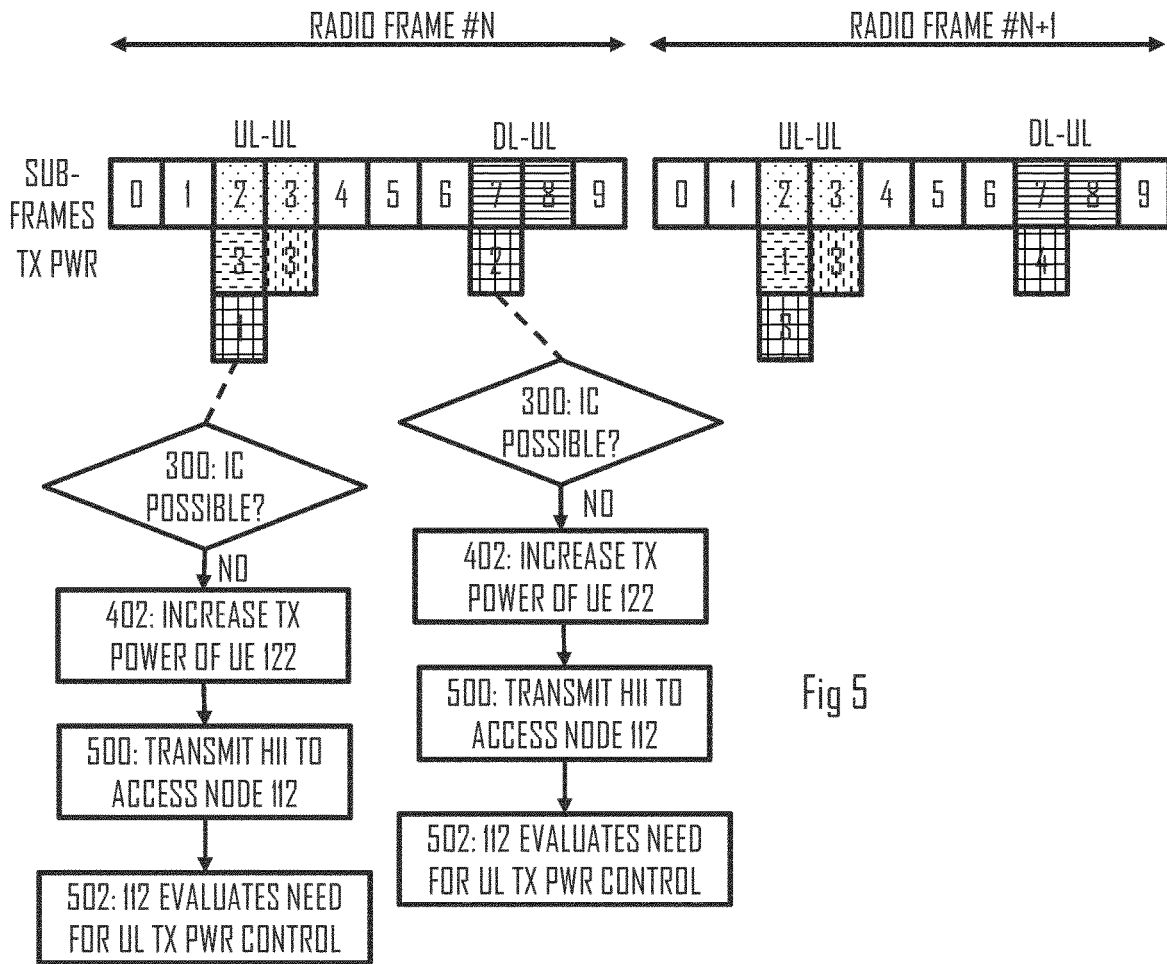 RADIO FRAME #N
RADIO FRAME #N+1
UL-UL
DL-UL
UL-UL
DL-UL
SUB-
FRAMES
0 1 2 3 4 5 6 7 8 9
0 1 2 3 4 5 6 7 8 9
TX PWR
3 3
2
1 3
4
1
3
300: IC
POSSIBLE?
NO
402: INCREASE TX
POWER OF UE 122
500: TRANSMIT HII TO
ACCESS NODE 112
502: 112 EVALUATES NEED
FOR UL TX PWR CONTROL
300: IC
POSSIBLE?
NO
402: INCREASE TX
POWER OF UE 122
500: TRANSMIT HII TO
ACCESS NODE 112
502: 112 EVALUATES NEED
FOR UL TX PWR CONTROL
Fig 5